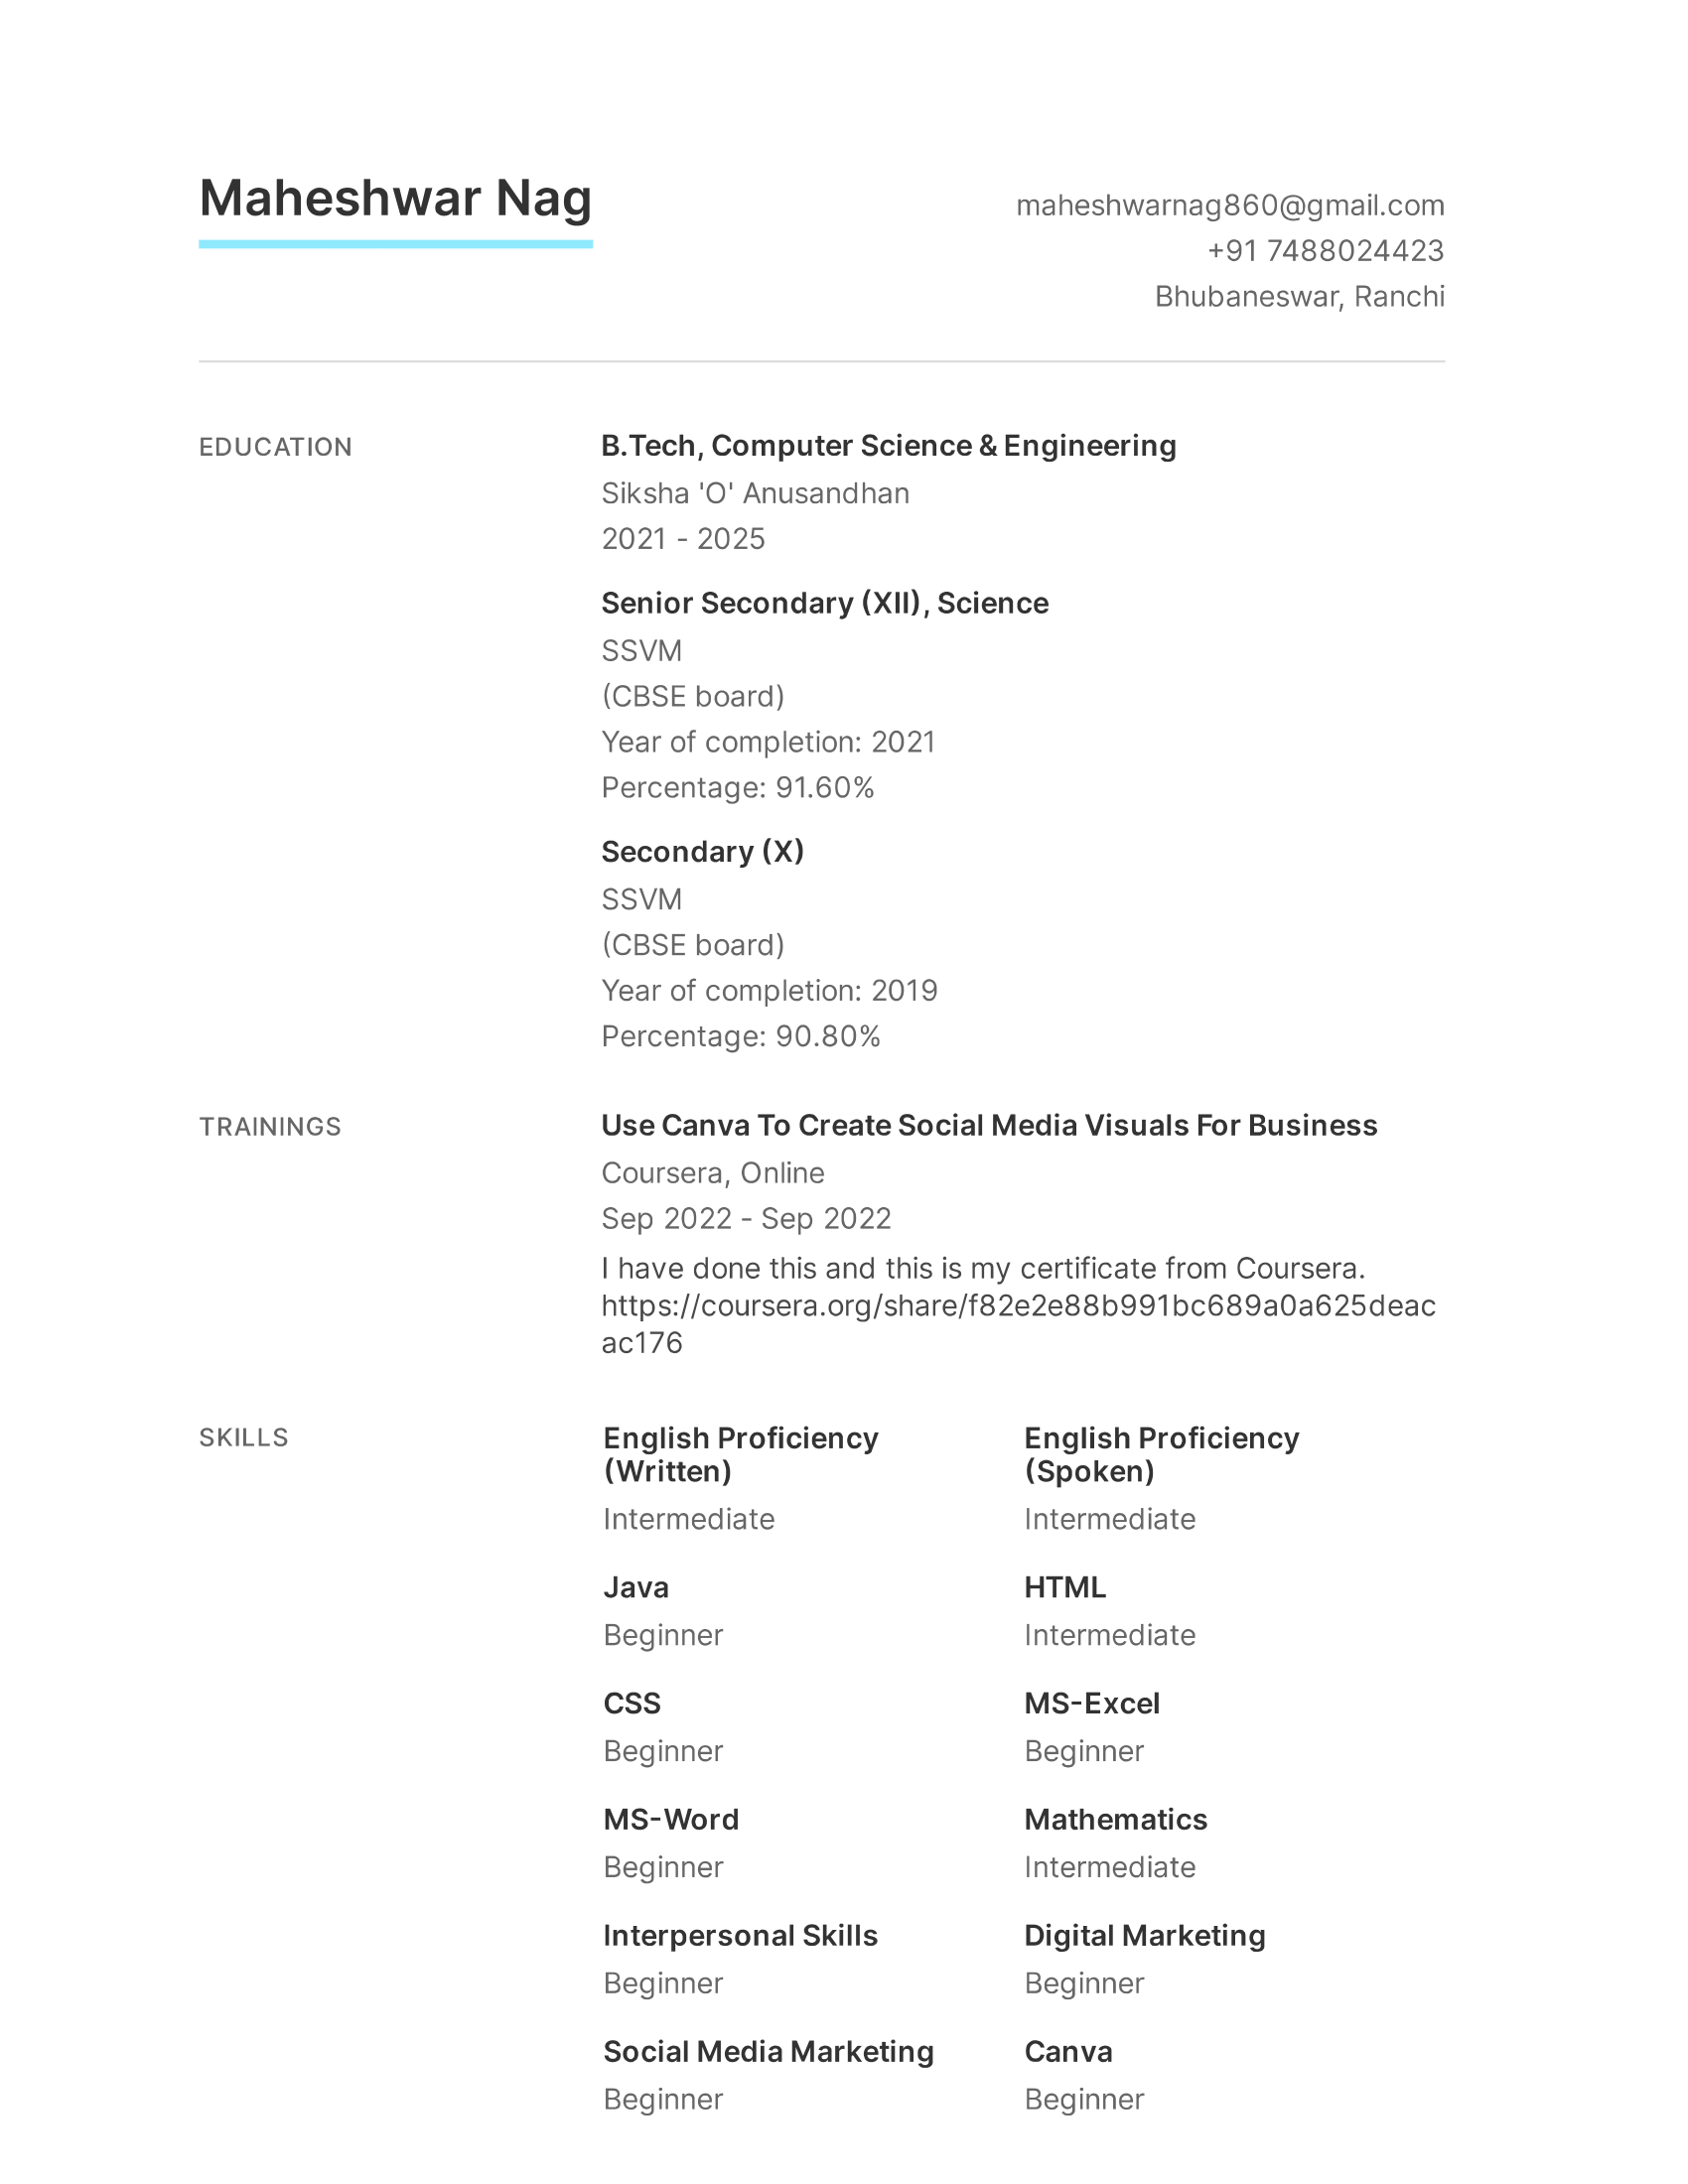 Maheshwar Nag
maheshwarnag860@gmail.com
+91 7488024423
Bhubaneswar, Ranchi
EDUCATION
B.Tech, Computer Science & Engineering
Siksha 'O' Anusandhan
2021 - 2025
Senior Secondary (XII), Science
SSVM
(CBSE board)
Year of completion: 2021
Percentage: 91.60%
Secondary (X)
SSVM
(CBSE board)
Year of completion: 2019
Percentage: 90.80%
TRAININGS
Use Canva To Create Social Media Visuals For Business
Coursera, Online
Sep 2022 - Sep 2022
I have done this and this is my certificate from Coursera.
https://coursera.org/share/f82e2e88b991bc689a0a625deac
ac176
SKILLS
English Proficiency
(Written)
Intermediate
English Proficiency
(Spoken)
Intermediate
Java
Beginner
HTML
Intermediate
CSS
Beginner
MS-Excel
Beginner
MS-Word
Beginner
Mathematics
Intermediate
Interpersonal Skills
Beginner
Digital Marketing
Beginner
Social Media Marketing
Beginner
Canva
Beginner